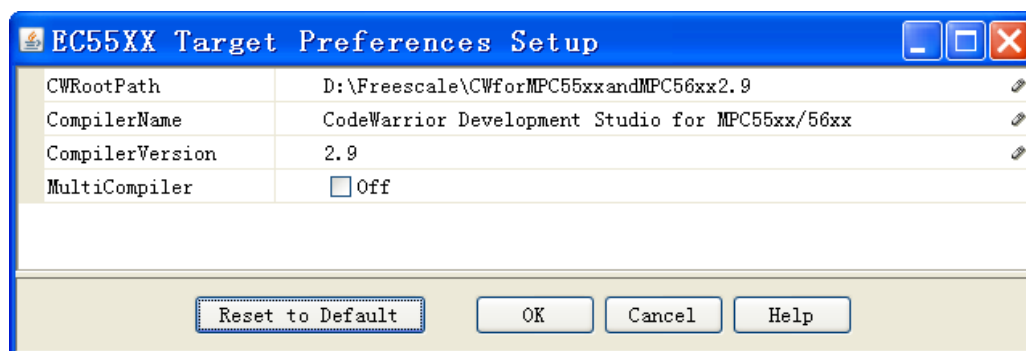 EC55XX Target Preferences Setup
CWRootPath D:\Freescale\CWforMPC55xxandMPC56xx2.9
CompilerName CodeWarrior Development Studio for MPC55xx/56xx
CompilerVersion 2.9
MultiCompiler Off
Reset to Default OK Cancel Help